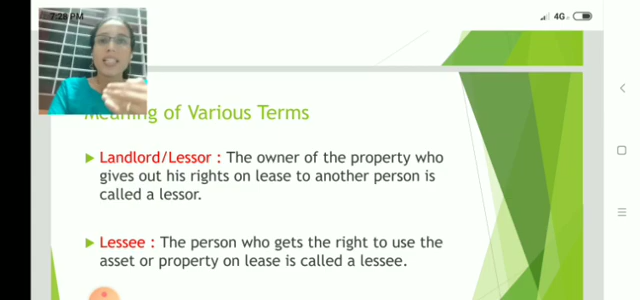 7:28 PM
4G
Meaning of Various Terms
Landlord/Lessor : The owner of the property who
gives out his rights on lease to another person is
called a lessor.
Lessee : The person who gets the right to use the
asset or property on lease is called a lessee.